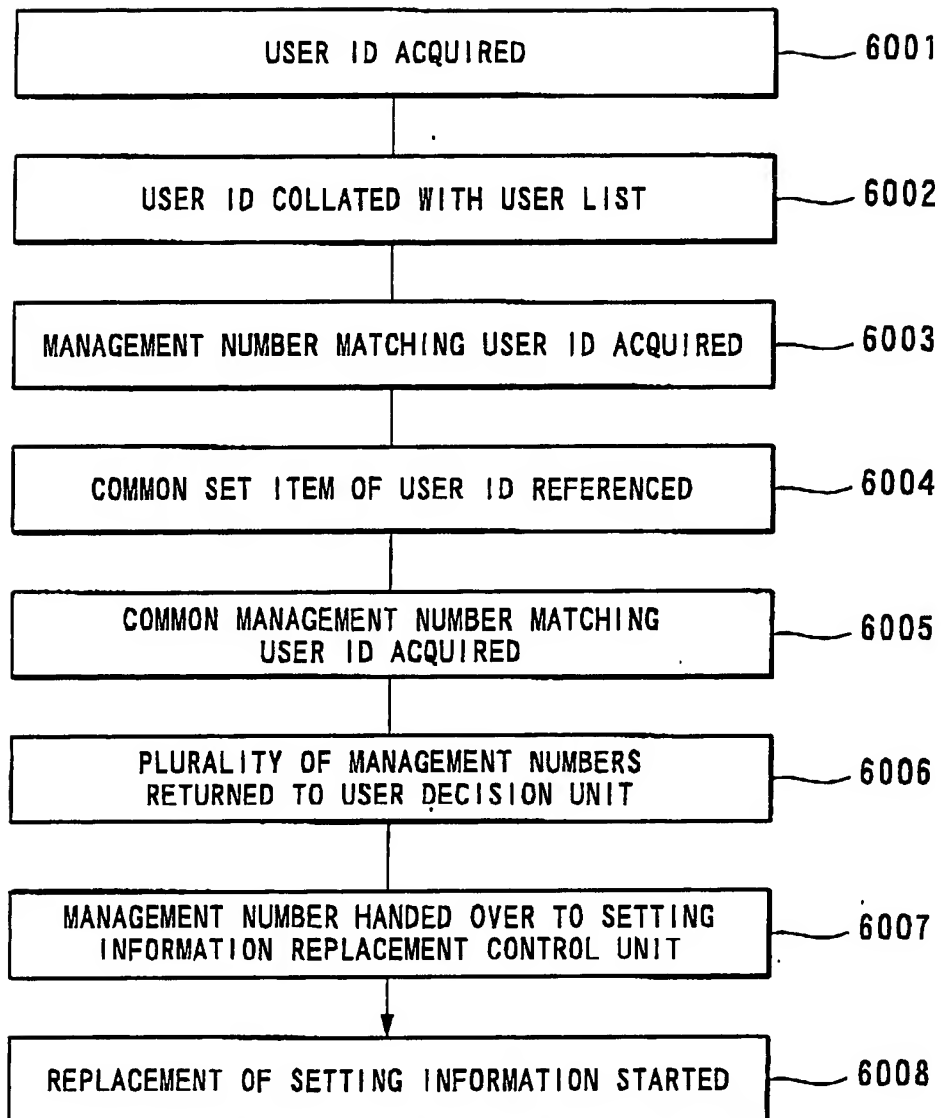 USER ID ACQUIRED
6001
USER ID COLLATED WITH USER LIST
6002
MANAGEMENT NUMBER MATCHING USER ID ACQUIRED
6003
COMMON SET ITEM OF USER ID REFERENCED
6004
COMMON MANAGEMENT NUMBER MATCHING
USER ID ACQUIRED
6005
PLURALITY OF MANAGEMENT NUMBERS
RETURNED TO USER DECISION UNIT
6006
MANAGEMENT NUMBER HANDED OVER TO SETTING
INFORMATION REPLACEMENT CONTROL UNIT
6007
REPLACEMENT OF SETTING INFORMATION STARTED
6008